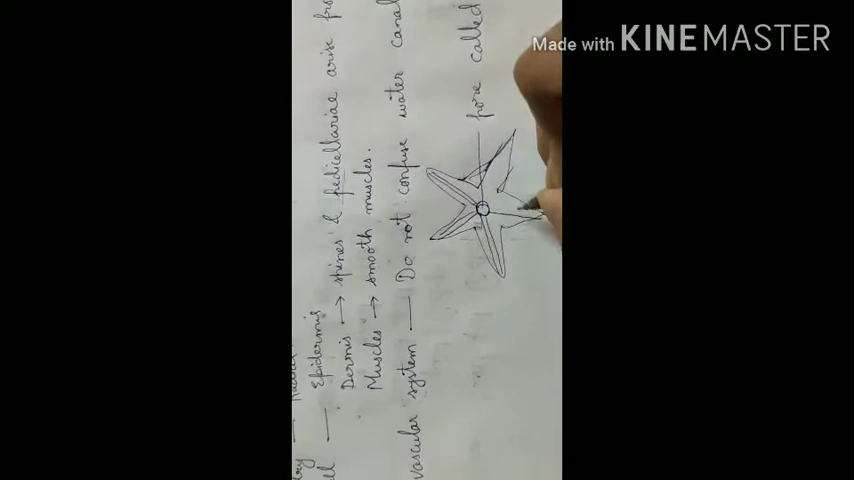 Made with KINEMASTER
Epidermis
Dermis → spines & pedicellariae arise fro
Muscles → smooth muscles.
vascular system — Do not confuse water canal
pore called